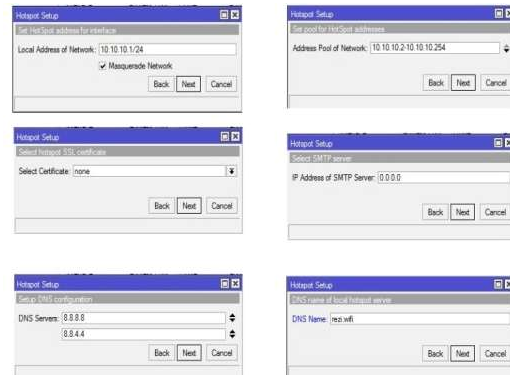 Hotspot Setup
Set HotSpot address for interface
Local Address of Network: 10.10.10.1/24
Masquerade Network
Back Next Cancel
Hotspot Setup
Set pool for HotSpot addresses
Address Pool of Network: 10.10.10.2-10.10.10.254
Back Next Cancel
Hotspot Setup
Select hotspot SSL certificate
Select Certificate: none
Back Next Cancel
Hotspot Setup
Select SMTP server
IP Address of SMTP Server: 0.0.0.0
Back Next Cancel
Hotspot Setup
Setup DNS configuration
DNS Servers: 8.8.8.8
8.8.4.4
Back Next Cancel
Hotspot Setup
DNS name of local hotspot server
DNS Name: rezi.wifi
Back Next Cancel